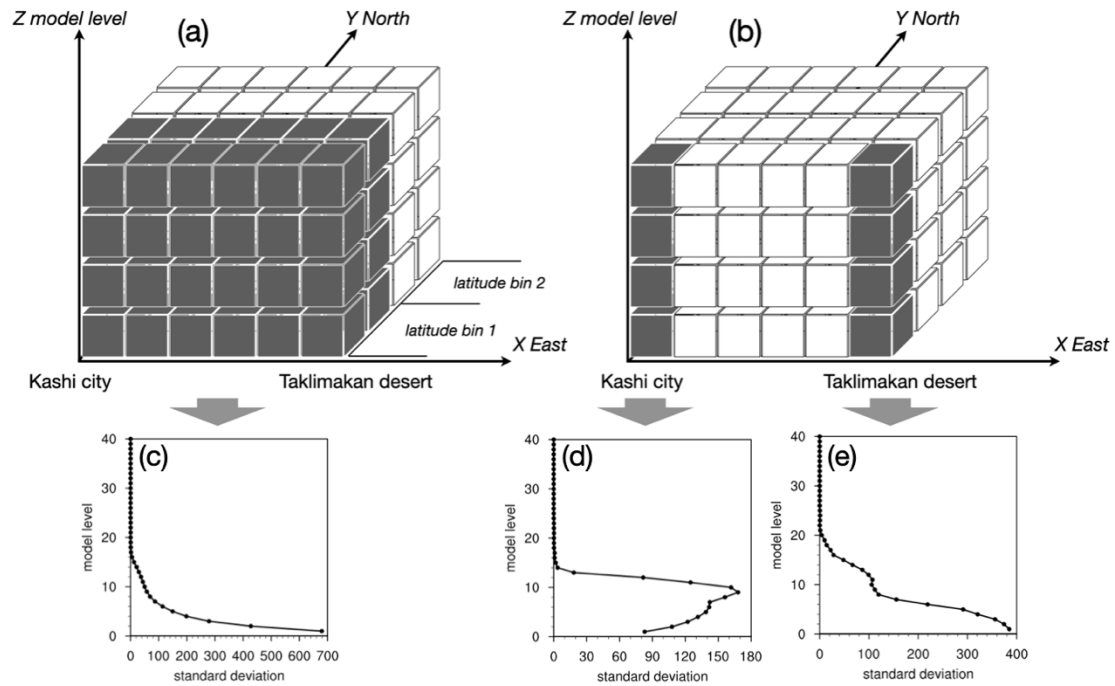 Z model level
(a)
Y North
Z model level
(b)
Y North
latitude bin 2
latitude bin 1
X East
X East
Kashi city
Taklimakan desert
Kashi city
Taklimakan desert
(c)
40
30
20
10
0
model level
0 100 200 300 400 500 600 700
standard deviation
(d)
40
30
20
10
0
model level
0 30 60 90 120 150 180
standard deviation
(e)
40
30
20
10
0
model level
0 100 200 300 400
standard deviation